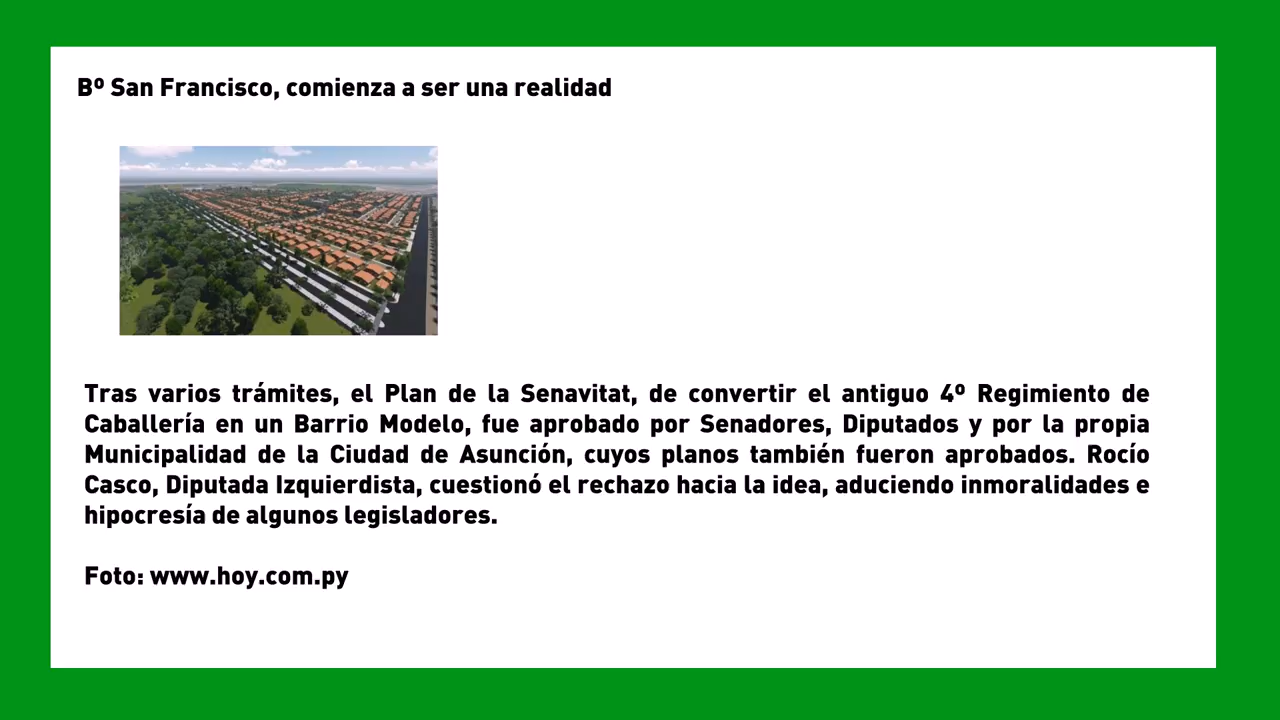 Bº San Francisco, comienza a ser una realidad
Tras varios trámites, el Plan de la Senavitat, de convertir el antiguo 4º Regimiento de
Caballería en un Barrio Modelo, fue aprobado por Senadores, Diputados y por la propia
Municipalidad de la Ciudad de Asunción, cuyos planos también fueron aprobados. Rocío
Casco, Diputada Izquierdista, cuestionó el rechazo hacia la idea, aduciendo inmoralidades e
hipocresía de algunos legisladores.
Foto: www.hoy.com.py